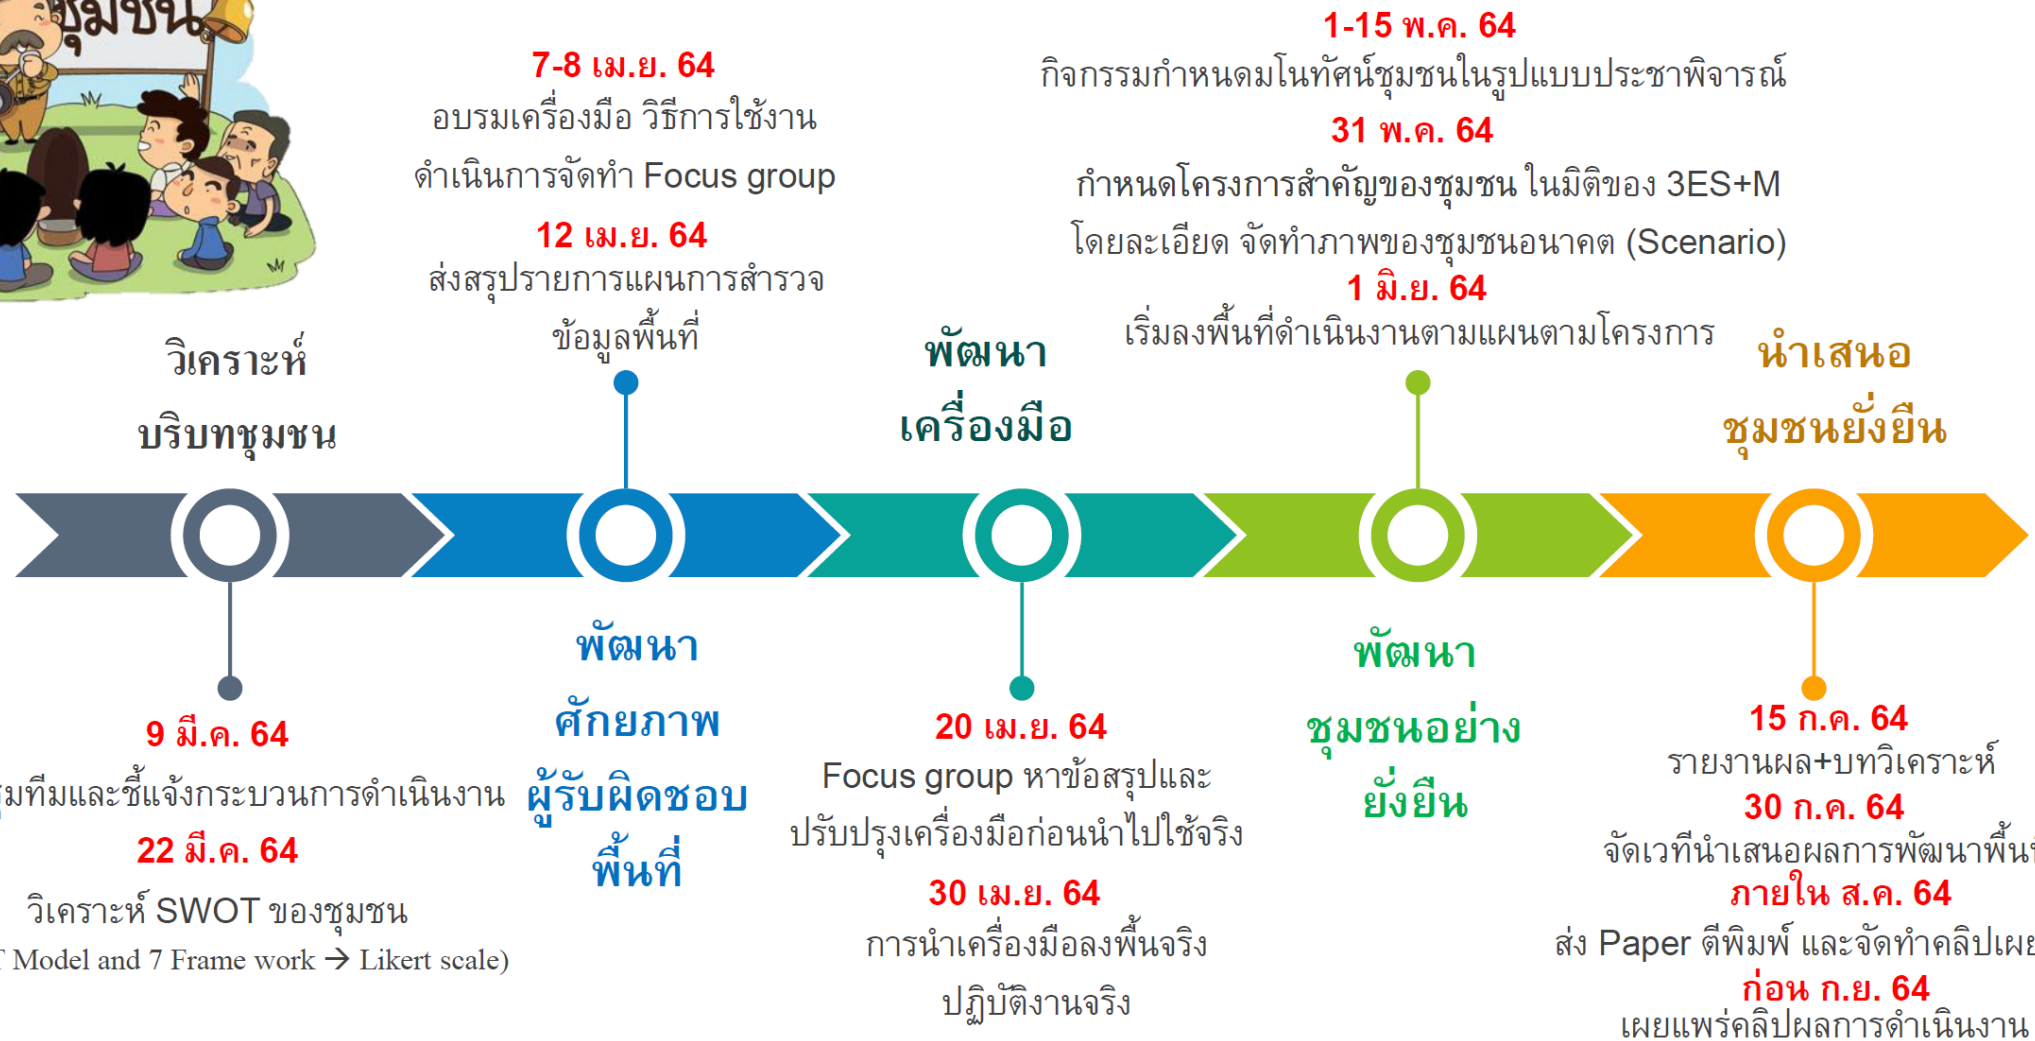 ชุมชน
วิเคราะห์
บริบทชุมชน
9 มี.ค. 64
ทีมและชี้แจ้งกระบวนการดำเนินงาน
22 มี.ค. 64
วิเคราะห์ SWOT ของชุมชน
Model and 7 Frame work → Likert scale)
7-8 เม.ย. 64
อบรมเครื่องมือ วิธีการใช้งาน
ดำเนินการจัดทำ Focus group
12 เม.ย. 64
ส่งสรุปรายการแผนการสำรวจ
ข้อมูลพื้นที่
พัฒนา
ศักยภาพ
ผู้รับผิดชอบ
พื้นที่
พัฒนา
เครื่องมือ
20 เม.ย. 64
Focus group หาข้อสรุปและ
ปรับปรุงเครื่องมือก่อนนำไปใช้จริง
30 เม.ย. 64
การนำเครื่องมือลงพื้นจริง
ปฏิบัติงานจริง
1-15 พ.ค. 64
กิจกรรมกำหนดมโนทัศน์ชุมชนในรูปแบบประชาพิจารณ์
31 พ.ค. 64
กำหนดโครงการสำคัญของชุมชน ในมิติของ 3ES+M
โดยละเอียด จัดทำภาพของชุมชนอนาคต (Scenario)
1 มิ.ย. 64
เริ่มลงพื้นที่ดำเนินงานตามแผนตามโครงการ
พัฒนา
ชุมชนอย่าง
ยั่งยืน
นำเสนอ
ชุมชนยั่งยืน
15 ก.ค. 64
รายงานผล+บทวิเคราะห์
30 ก.ค. 64
จัดเวทีนำเสนอผลการพัฒนา
ภายใน ส.ค. 64
ส่ง Paper ตีพิมพ์ และจัดทำคลิป
ก่อน ก.ย. 64
เผยแพร่คลิปผลการดำเนินงาน